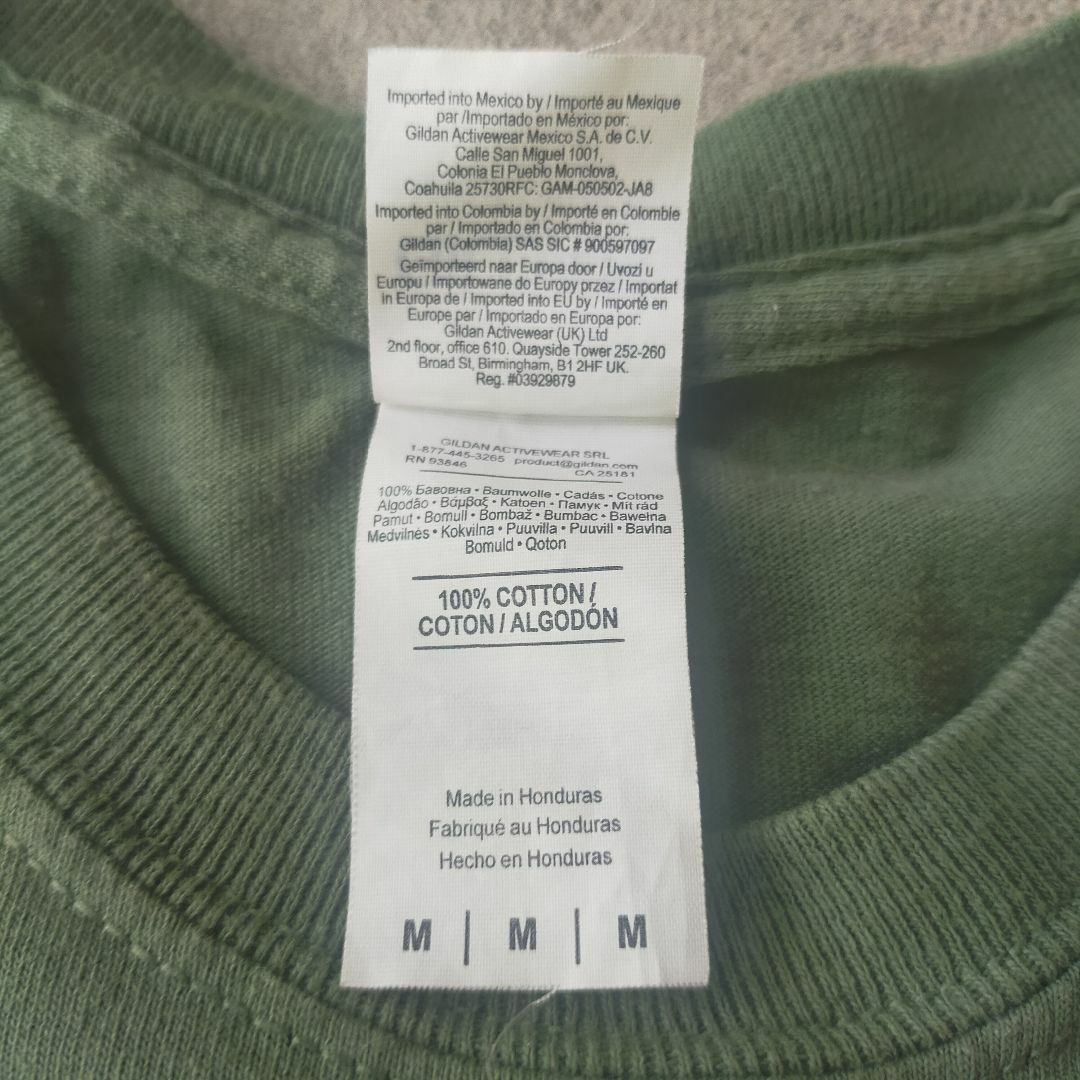 Imported into Mexico by / Importé au Mexique
par /Importado en México por:
Gildan Activewear Mexico S.A. de C.V.
Calle San Miguel 1001,
Colonia El Pueblo Monclova,
Coahuila 25730RFC: GAM-050502-JA8
Imported into Colombia by / Importé en Colombie
par / Importado en Colombia por:
Gildan (Colombia) SAS SIC # 900597097
Geïmporteerd naar Europa door / Uvozi u
Europu / Importowane do Europy przez / Importat
in Europa de / Imported into EU by / Importé en
Europe par / Importado en Europa por:
Gildan Activewear (UK) Ltd
2nd floor, office 610. Quayside Tower 252-260
Broad St, Birmingham, B1 2HF UK.
Reg. #03929679
GILDAN ACTIVEWEAR SRL
1-877-445-3265 product@gildan.com
RN 93846 CA 25181
100% Бавовна • Baumwolle • Cadás • Cotone
Algodão • Βάμβαξ • Katoen • Памук • Mit rád
Pamut • Bomull • Bombaž • Bumbac • Bawełna
Medvilnės • Kokvilna • Puuvilla • Puuvill • Bavlna
Bomuld • Qoton
100% COTTON /
COTON / ALGODÓN
Made in Honduras
Fabriqué au Honduras
Hecho en Honduras
M | M | M